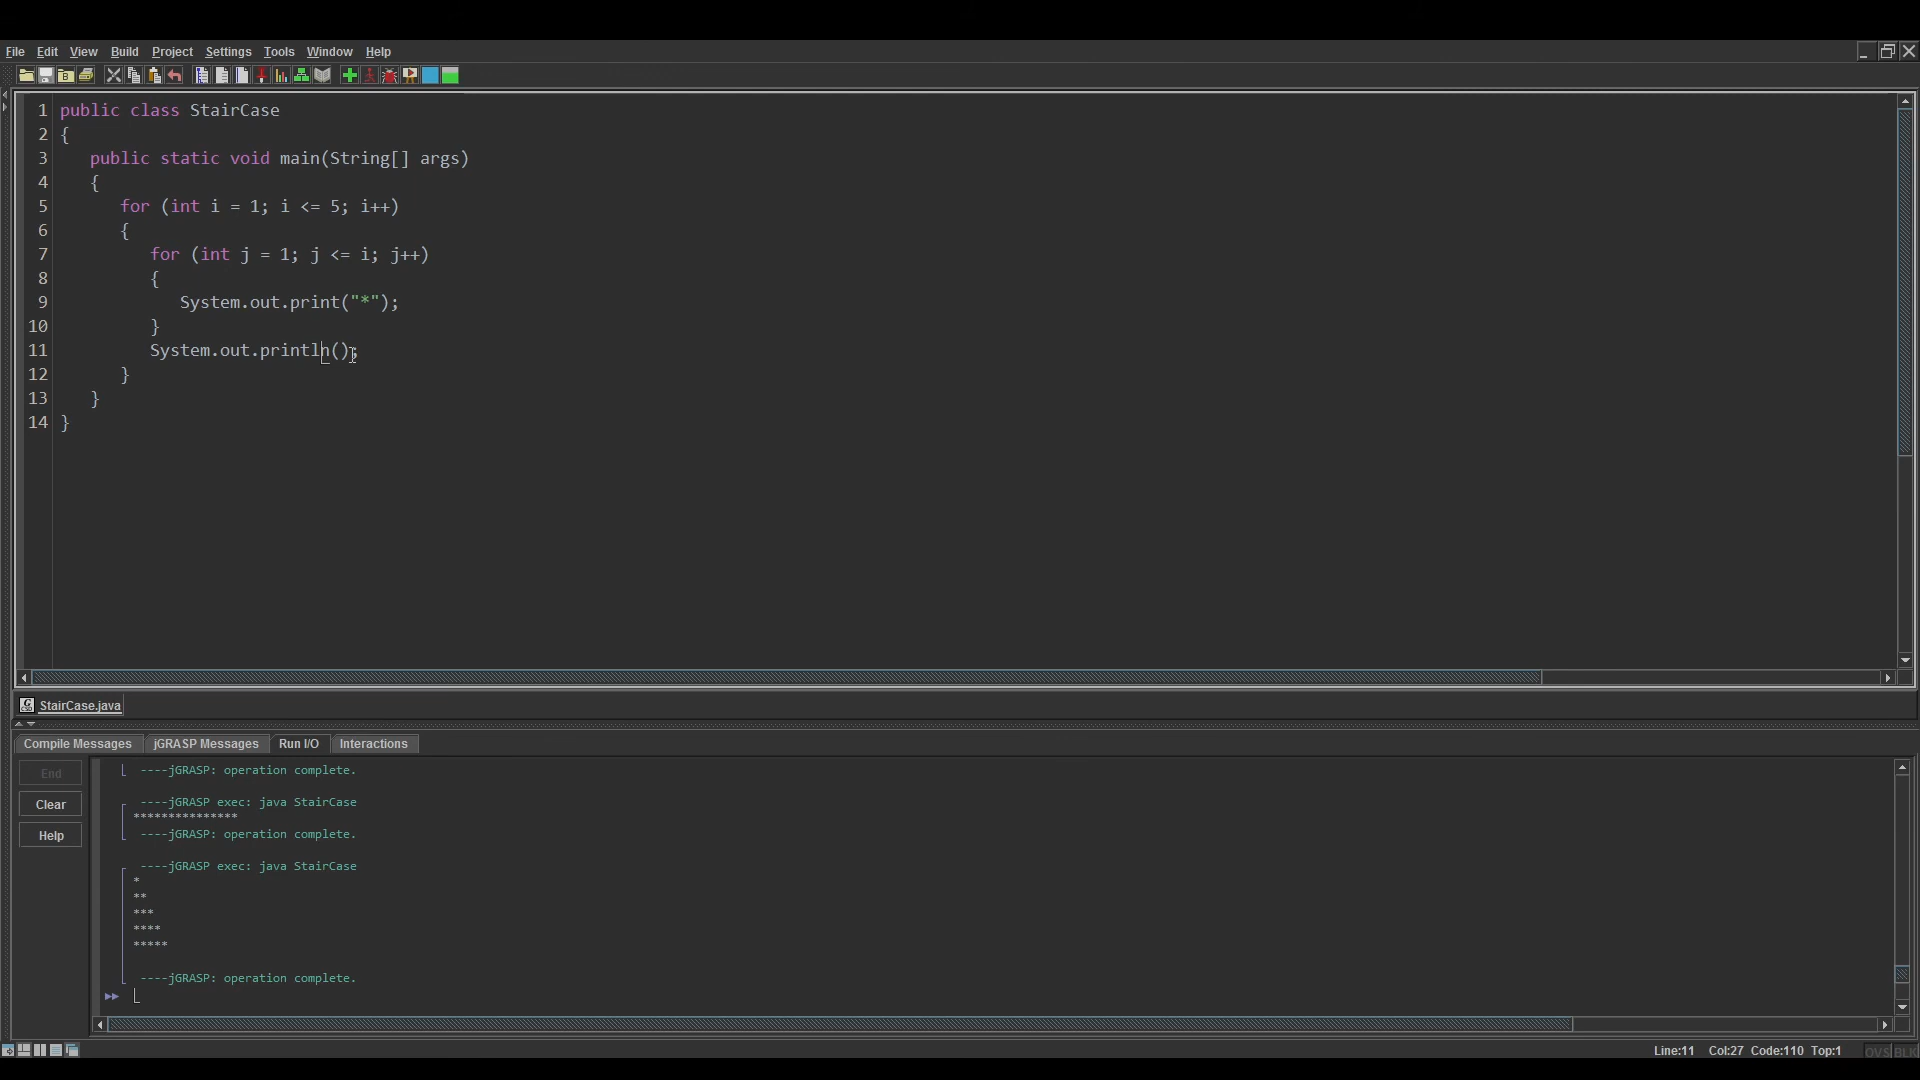 File Edit View Build Project Settings Tools Window Help
1 public class StairCase
2 {
3 public static void main(String[] args)
4 {
5 for (int i = 1; i <= 5; i++)
6 {
7 for (int j = 1; j <= i; j++)
8 {
9 System.out.print("*");
10 }
11 System.out.println();
12 }
13 }
14 }
StairCase.java
Compile Messages jGRASP Messages Run I/O Interactions
End
Clear
Help
----jGRASP: operation complete.
----jGRASP exec: java StairCase
***************
----jGRASP: operation complete.
----jGRASP exec: java StairCase
*
**
***
****
*****
----jGRASP: operation complete.
Line:11 Col:27 Code:110 Top:1 OVS BLK